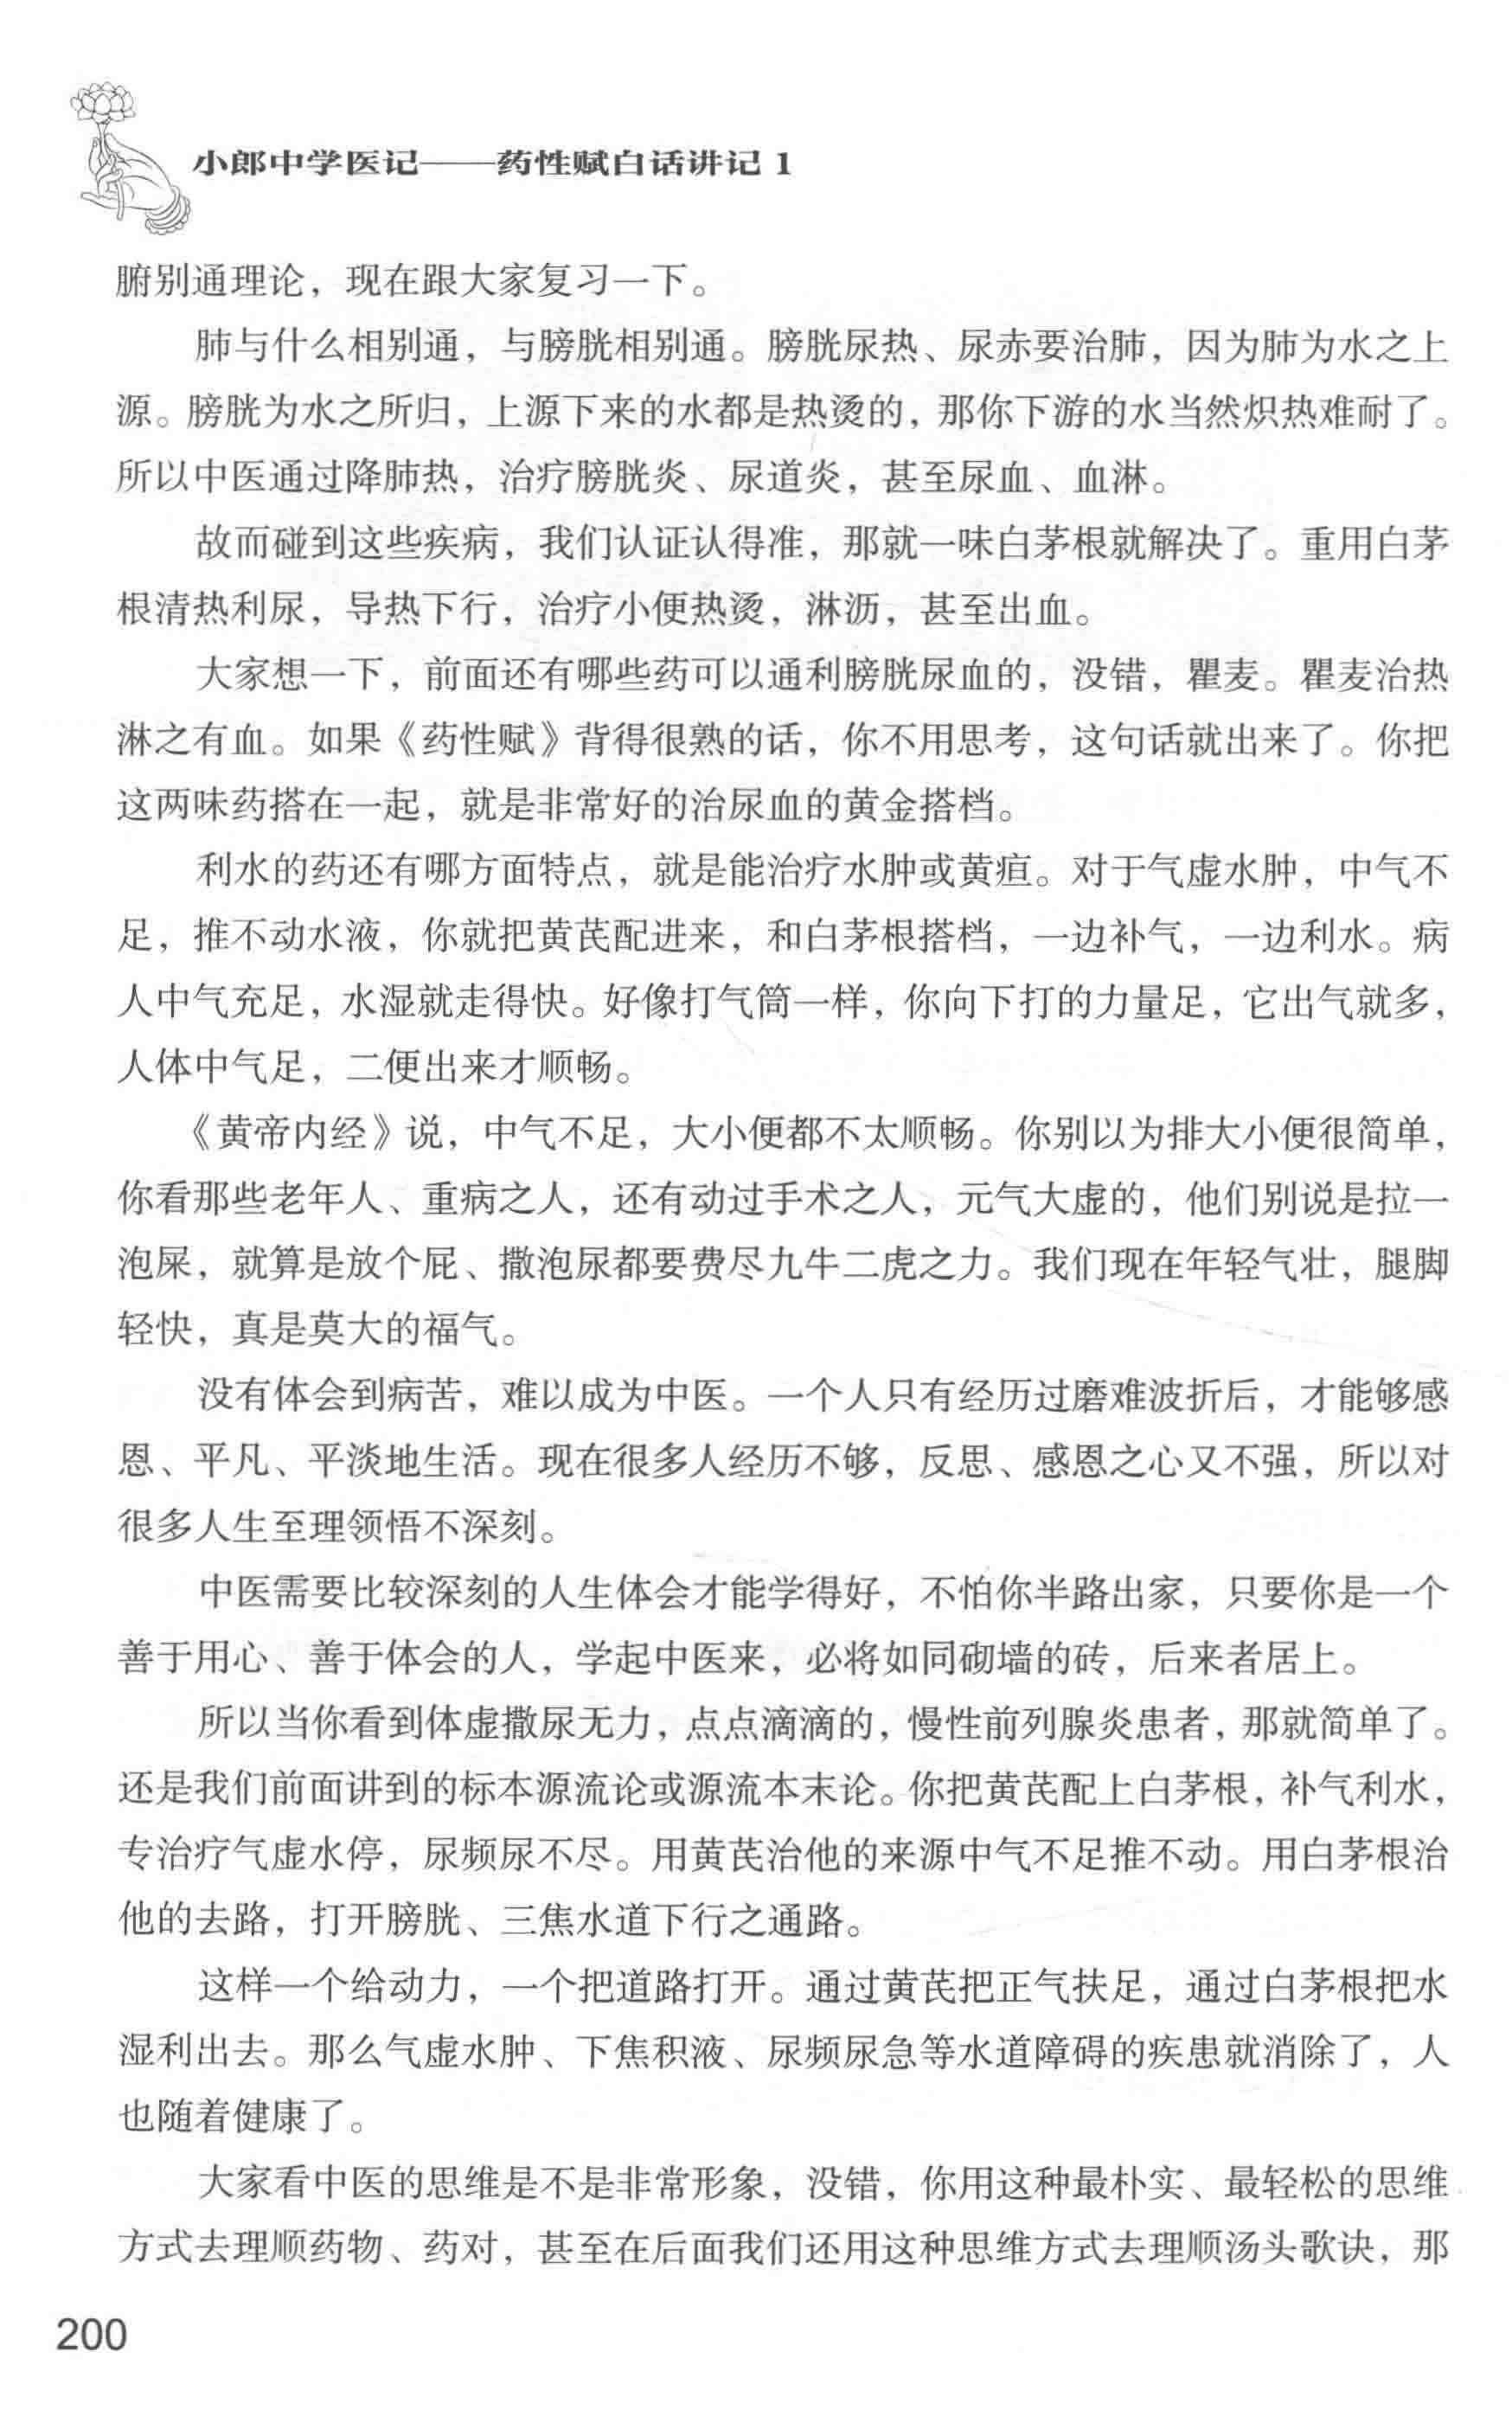 小郎中学医记——药性赋白话讲记 1
腑别通理论，现在跟大家复习一下。
肺与什么相别通，与膀胱相别通。膀胱尿热、尿赤要治肺，因为肺为水之上
源。膀胱为水之所归，上源下来的水都是热烫的，那你下游的水当然炽热难耐了。
所以中医通过降肺热，治疗膀胱炎、尿道炎，甚至尿血、血淋。
故而碰到这些疾病，我们认证认得准，那就一味白茅根就解决了。重用白茅
根清热利尿，导热下行，治疗小便热烫，淋沥，甚至出血。
大家想一下，前面还有哪些药可以通利膀胱尿血的，没错，瞿麦。瞿麦治热
淋之有血。如果《药性赋》背得很熟的话，你不用思考，这句话就出来了。你把
这两味药搭在一起，就是非常好的治尿血的黄金搭档。
利水的药还有哪方面特点，就是能治疗水肿或黄疸。对于气虚水肿，中气不
足，推不动水液，你就把黄芪配进来，和白茅根搭档，一边补气，一边利水。病
人中气充足，水湿就走得快。好像打气筒一样，你向下打的力量足，它出气就多，
人体中气足，二便出来才顺畅。
《黄帝内经》说，中气不足，大小便都不太顺畅。你别以为排大小便很简单，
你看那些老年人、重病之人，还有动过手术之人，元气大虚的，他们别说是拉一
泡屎，就算是放个屁、撒泡尿都要费尽九牛二虎之力。我们现在年轻气壮，腿脚
轻快，真是莫大的福气。
没有体会到病苦，难以成为中医。一个人只有经历过磨难波折后，才能够感
恩、平凡、平淡地生活。现在很多人经历不够，反思、感恩之心又不强，所以对
很多人生至理领悟不深刻。
中医需要比较深刻的人生体会才能学得好，不怕你半路出家，只要你是一个
善于用心、善于体会的人，学起中医来，必将如同砌墙的砖，后来者居上。
所以当你看到体虚撒尿无力，点点滴滴的，慢性前列腺炎患者，那就简单了。
还是我们前面讲到的标本源流论或源流本末论。你把黄芪配上白茅根，补气利水，
专治疗气虚水停，尿频尿不尽。用黄芪治他的来源中气不足推不动。用白茅根治
他的去路，打开膀胱、三焦水道下行之通路。
这样一个给动力，一个把道路打开。通过黄芪把正气扶足，通过白茅根把水
湿利出去。那么气虚水肿、下焦积液、尿频尿急等水道障碍的疾患就消除了，人
也随着健康了。
大家看中医的思维是不是非常形象，没错，你用这种最朴实、最轻松的思维
方式去理顺药物、药对，甚至在后面我们还用这种思维方式去理顺汤头歌诀，那
200